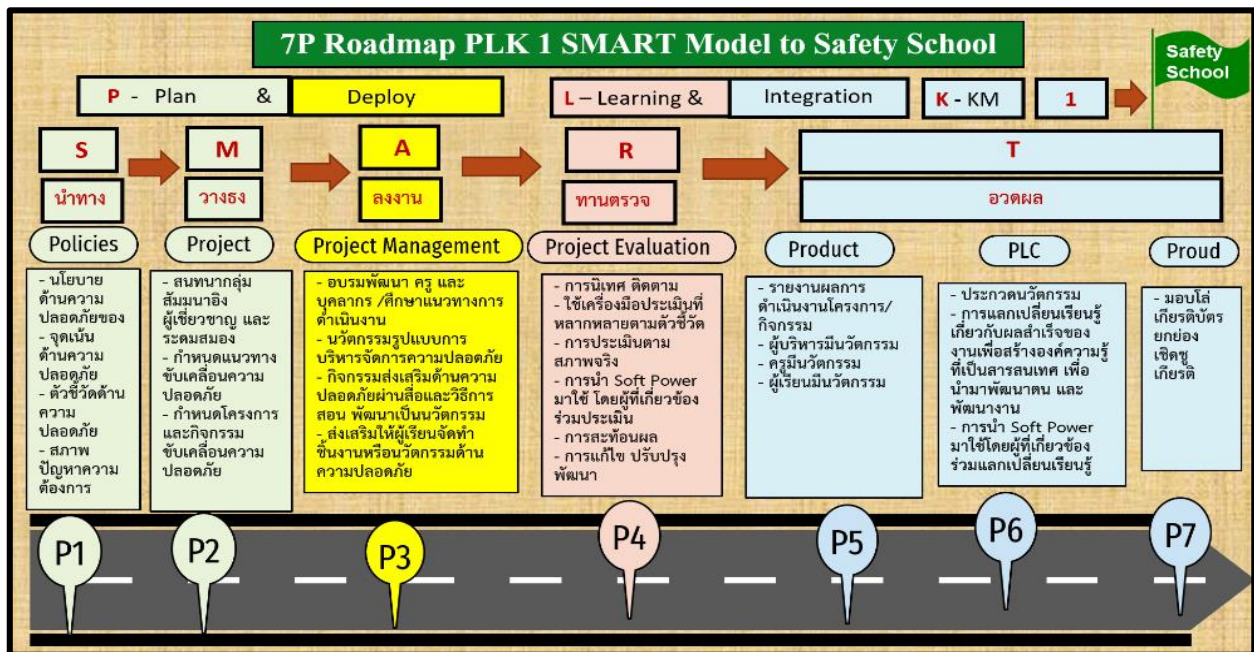 7P Roadmap PLK 1 SMART Model to Safety School
Safety
School
P - Plan &
Deploy
L – Learning &
Integration
K - KM
1
S
M
A
R
T
นำทาง
วางธง
ลงงาน
ทานตรวจ
อวดผล
Policies
Project
Project Management
Project Evaluation
Product
PLC
Proud
- นโยบาย
ด้านความ
ปลอดภัยของ
- จุดเน้น
ด้านความ
ปลอดภัย
- ตัวชี้วัดด้าน
ความ
ปลอดภัย
- สภาพ
ปัญหาความ
ต้องการ
- สนทนากลุ่ม
สัมมนาอิง
ผู้เชี่ยวชาญ และ
ระดมสมอง
- กำหนดแนวทาง
ขับเคลื่อนความ
ปลอดภัย
- กำหนดโครงการ
และกิจกรรม
ขับเคลื่อนความ
ปลอดภัย
- อบรมพัฒนา ครู และ
บุคลากร /ศึกษาแนวทางการ
ดำเนินงาน
- นวัตกรรมรูปแบบการ
บริหารจัดการความปลอดภัย
- กิจกรรมส่งเสริมด้านความ
ปลอดภัยผ่านสื่อและวิธีการ
สอน พัฒนาเป็นนวัตกรรม
- ส่งเสริมให้ผู้เรียนจัดทำ
ชิ้นงานหรือนวัตกรรมด้าน
ความปลอดภัย
- การนิเทศ ติดตาม
- ใช้เครื่องมือประเมินที่
หลากหลายตามตัวชี้วัด
- การประเมินตาม
สภาพจริง
- การนำ Soft Power
มาใช้ โดยผู้ที่เกี่ยวข้อง
ร่วมประเมิน
- การสะท้อนผล
- การแก้ไข ปรับปรุง
พัฒนา
- รายงานผลการ
ดำเนินงานโครงการ/
กิจกรรม
- ผู้บริหารมีนวัตกรรม
- ครูมีนวัตกรรม
- ผู้เรียนมีนวัตกรรม
- ประกวดนวัตกรรม
- การแลกเปลี่ยนเรียนรู้
เกี่ยวกับผลสำเร็จของ
งานเพื่อสร้างองค์ความรู้
ที่เป็นสารสนเทศ เพื่อ
นำมาพัฒนาตน และ
พัฒนางาน
- การนำ Soft Power
มาใช้โดยผู้ที่เกี่ยวข้อง
ร่วมแลกเปลี่ยนเรียนรู้
- มอบโล่
เกียรติบัตร
ยกย่อง
เชิดชู
เกียรติ
P1
P2
P3
P4
P5
P6
P7